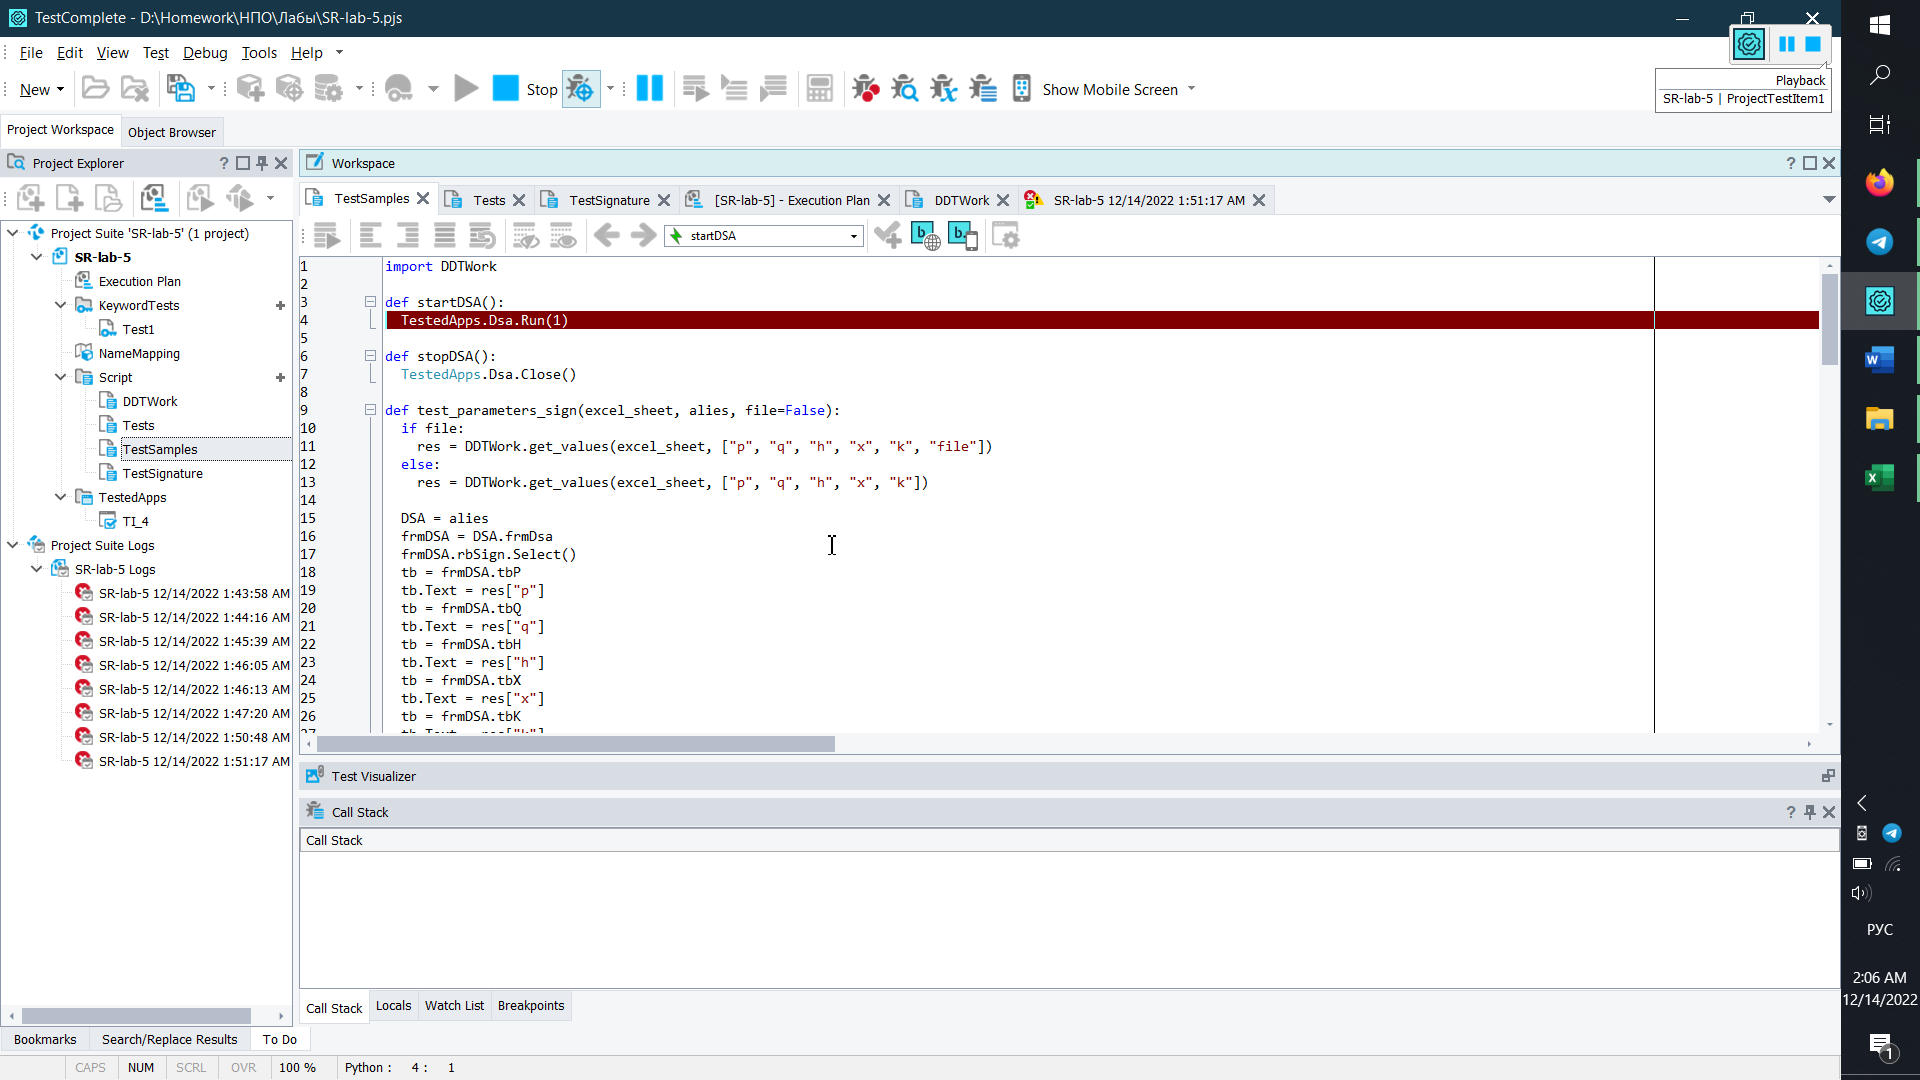 TestComplete - D:\Homework\НПО\Лабы\SR-lab-5.pjs
File Edit View Test Debug Tools Help
New Stop Show Mobile Screen
Playback
SR-lab-5 | ProjectTestItem1
Project Workspace Object Browser
Project Explorer ?
Project Suite 'SR-lab-5' (1 project)
SR-lab-5
Execution Plan
KeywordTests
Test1
NameMapping
Script
DDTWork
Tests
TestSamples
TestSignature
TestedApps
TI_4
Project Suite Logs
SR-lab-5 Logs
SR-lab-5 12/14/2022 1:43:58 AM
SR-lab-5 12/14/2022 1:44:16 AM
SR-lab-5 12/14/2022 1:45:39 AM
SR-lab-5 12/14/2022 1:46:05 AM
SR-lab-5 12/14/2022 1:46:13 AM
SR-lab-5 12/14/2022 1:47:20 AM
SR-lab-5 12/14/2022 1:50:48 AM
SR-lab-5 12/14/2022 1:51:17 AM
Workspace ?
TestSamples Tests TestSignature [SR-lab-5] - Execution Plan DDTWork SR-lab-5 12/14/2022 1:51:17 AM
startDSA b b.
1 import DDTWork
2
3 def startDSA():
4 TestedApps.Dsa.Run(1)
5
6 def stopDSA():
7 TestedApps.Dsa.Close()
8
9 def test_parameters_sign(excel_sheet, alies, file=False):
10 if file:
11 res = DDTWork.get_values(excel_sheet, ["p", "q", "h", "x", "k", "file"])
12 else:
13 res = DDTWork.get_values(excel_sheet, ["p", "q", "h", "x", "k"])
14
15 DSA = alies
16 frmDSA = DSA.frmDsa
17 frmDSA.rbSign.Select()
18 tb = frmDSA.tbP
19 tb.Text = res["p"]
20 tb = frmDSA.tbQ
21 tb.Text = res["q"]
22 tb = frmDSA.tbH
23 tb.Text = res["h"]
24 tb = frmDSA.tbX
25 tb.Text = res["x"]
26 tb = frmDSA.tbK
27 tb.Text = res["k"]
Test Visualizer
Call Stack ?
Call Stack
Call Stack Locals Watch List Breakpoints
Bookmarks Search/Replace Results To Do
CAPS NUM SCRL OVR 100 % Python : 4 : 1
W
X
РУС
2:06 AM
12/14/2022
1